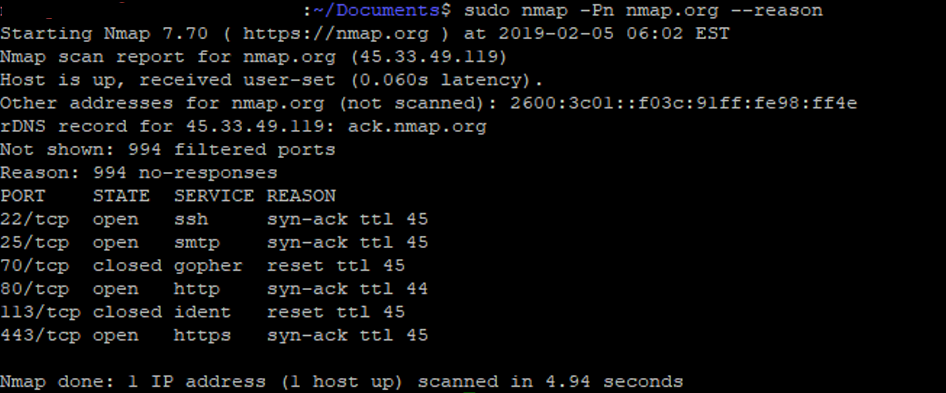 :~/Documents$ sudo nmap -Pn nmap.org --reason
Starting Nmap 7.70 ( https://nmap.org ) at 2019-02-05 06:02 EST
Nmap scan report for nmap.org (45.33.49.119)
Host is up, received user-set (0.060s latency).
Other addresses for nmap.org (not scanned): 2600:3c01::f03c:91ff:fe98:ff4e
rDNS record for 45.33.49.119: ack.nmap.org
Not shown: 994 filtered ports
Reason: 994 no-responses
PORT    STATE  SERVICE REASON
22/tcp  open   ssh     syn-ack ttl 45
25/tcp  open   smtp    syn-ack ttl 45
70/tcp  closed gopher  reset ttl 45
80/tcp  open   http    syn-ack ttl 44
113/tcp closed ident   reset ttl 45
443/tcp open   https   syn-ack ttl 45
Nmap done: 1 IP address (1 host up) scanned in 4.94 seconds